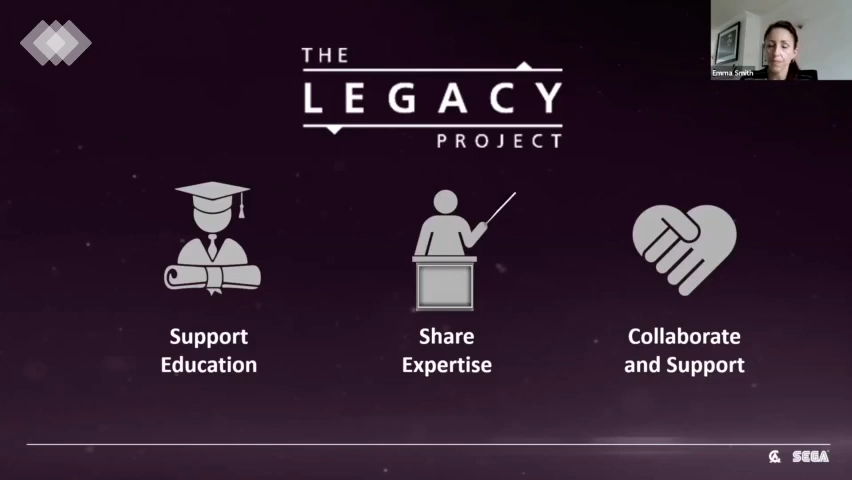 THE
LEGACY
PROJECT
Emma Smith
Support
Education
Share
Expertise
Collaborate
and Support
SEGA